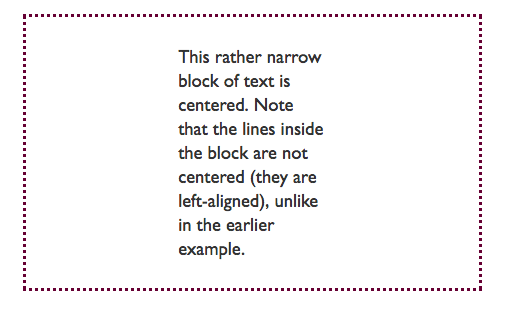 This rather narrow
block of text is
centered. Note
that the lines inside
the block are not
centered (they are
left-aligned), unlike
in the earlier
example.